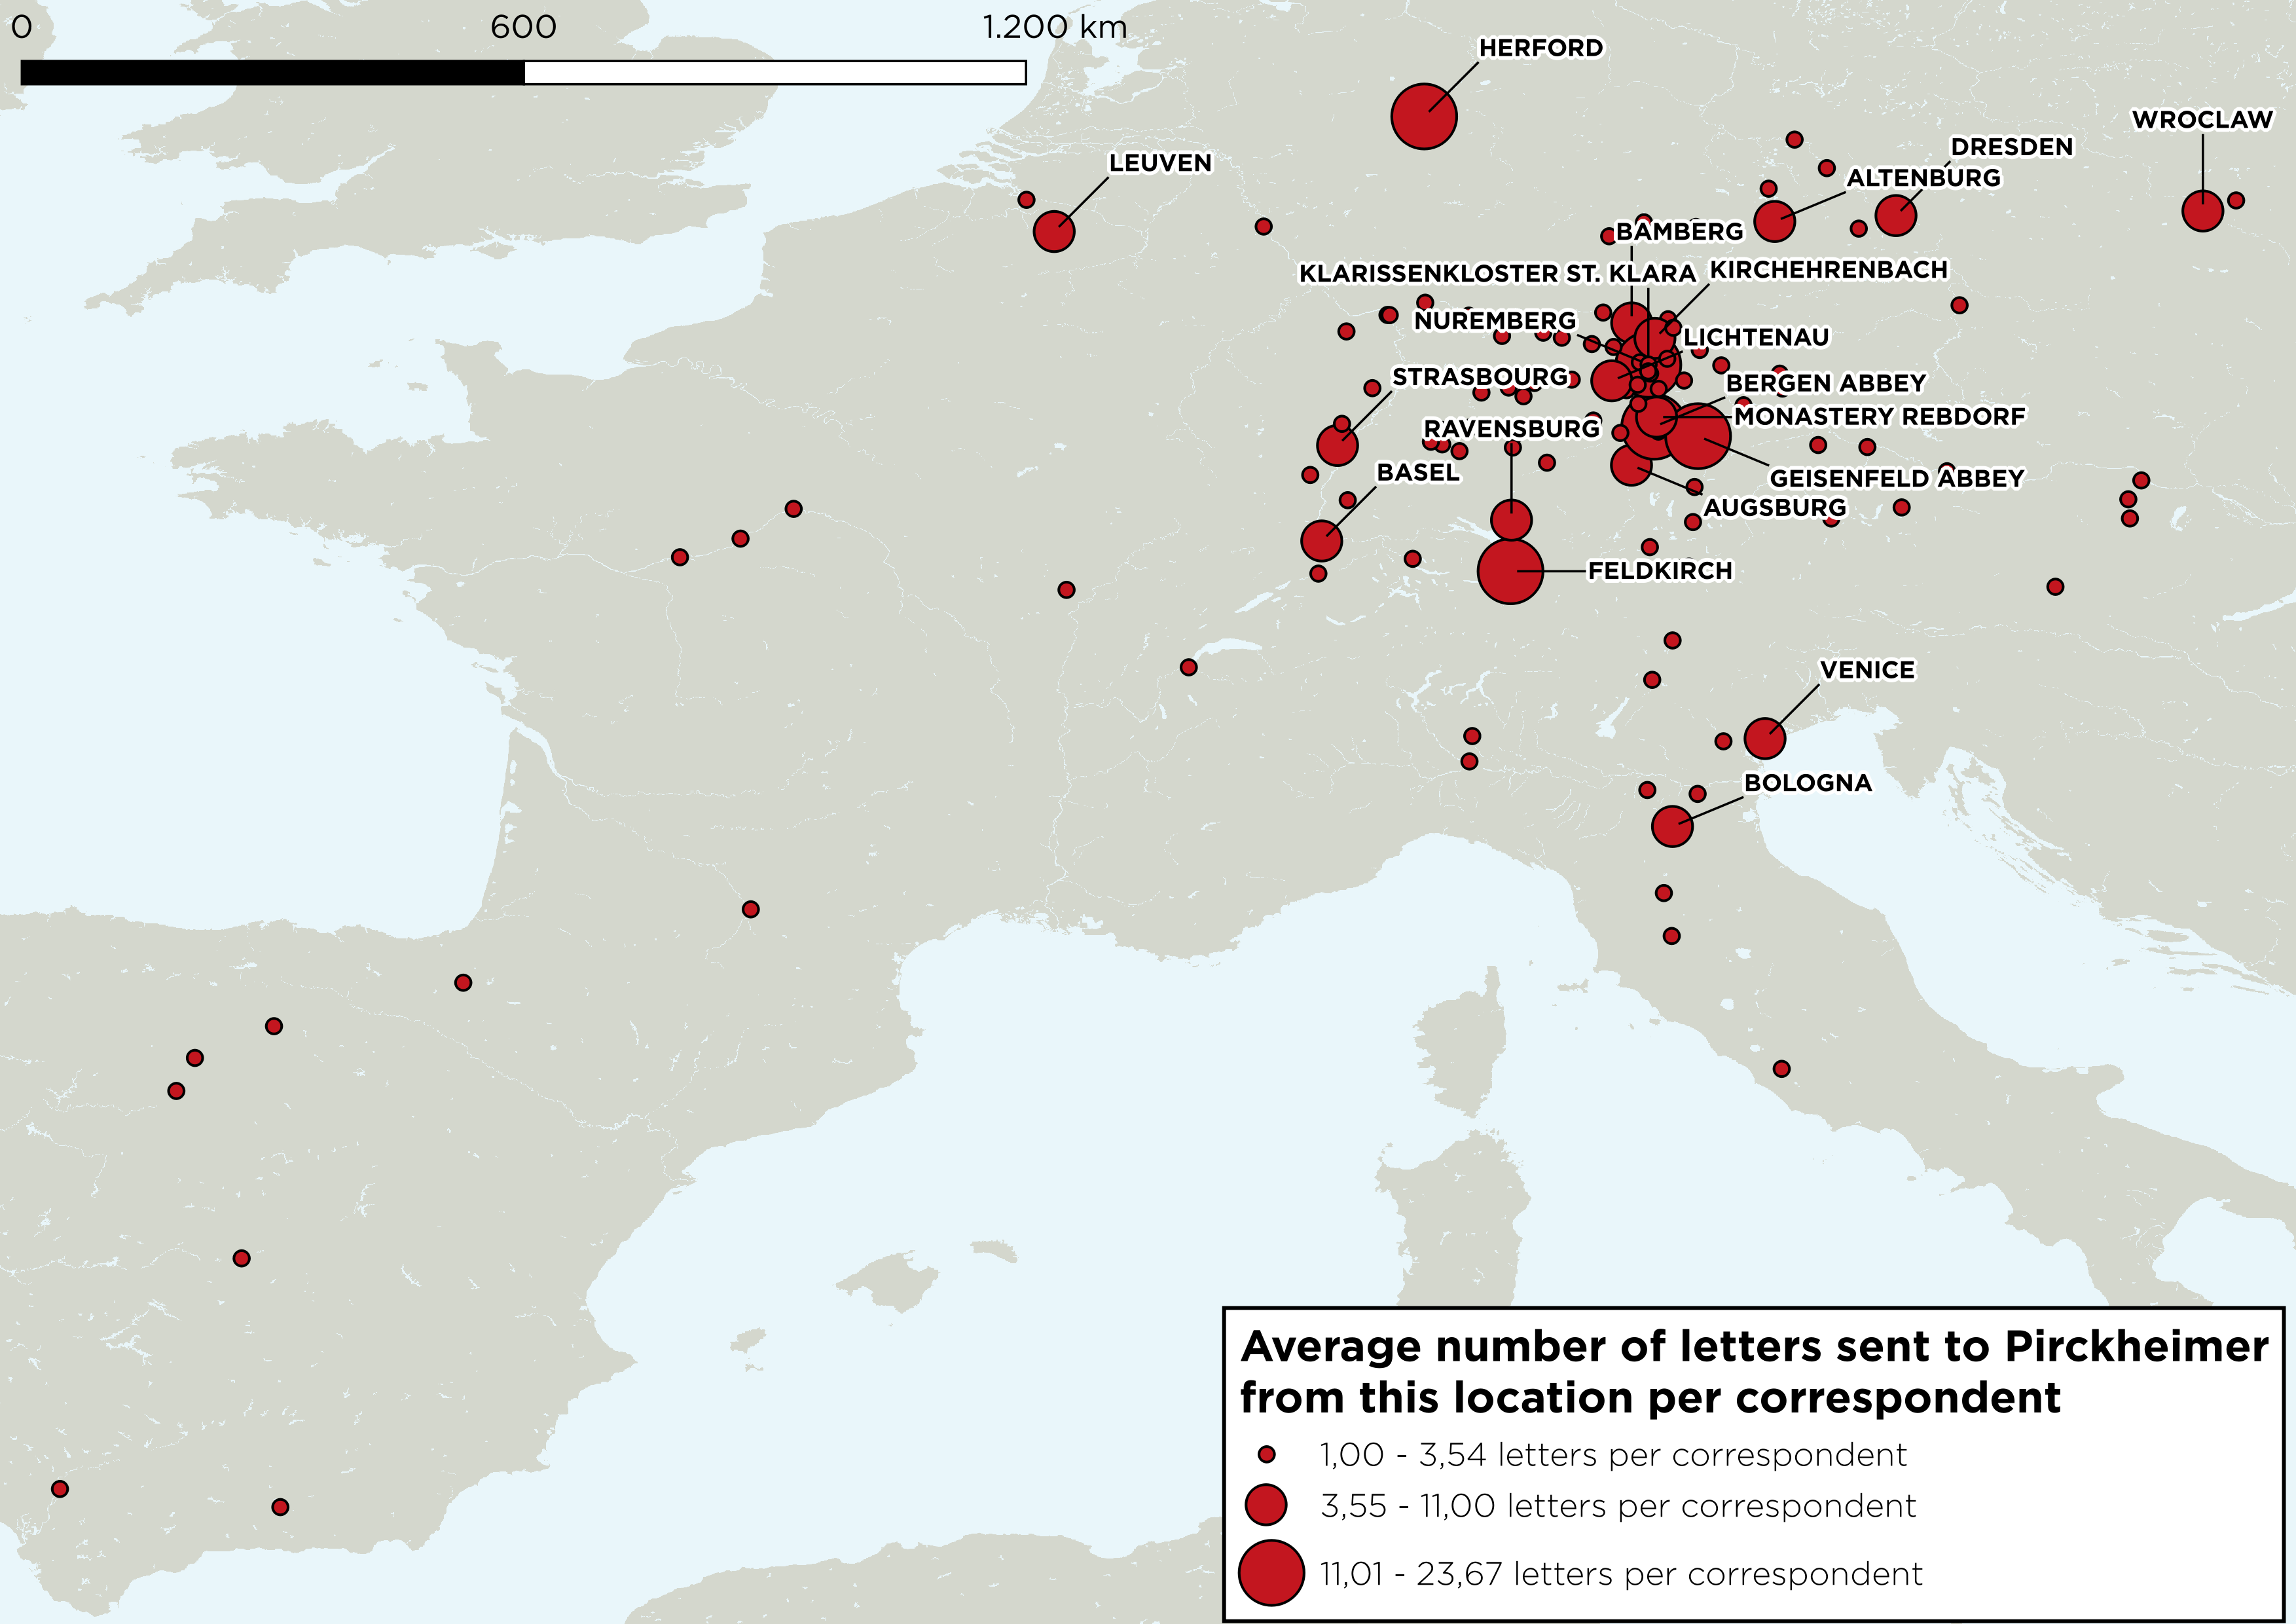 0 600 1.200 km
HERFORD
WROCLAW
DRESDEN
LEUVEN
ALTENBURG
BAMBERG
KLARISSENKLOSTER ST. KLARA
KIRCHEHRENBACH
NUREMBERG
LICHTENAU
STRASBOURG
BERGEN ABBEY
MONASTERY REBDORF
RAVENSBURG
BASEL
GEISENFELD ABBEY
AUGSBURG
FELDKIRCH
VENICE
BOLOGNA
Average number of letters sent to Pirckheimer
from this location per correspondent
1,00 - 3,54 letters per correspondent
3,55 - 11,00 letters per correspondent
11,01 - 23,67 letters per correspondent